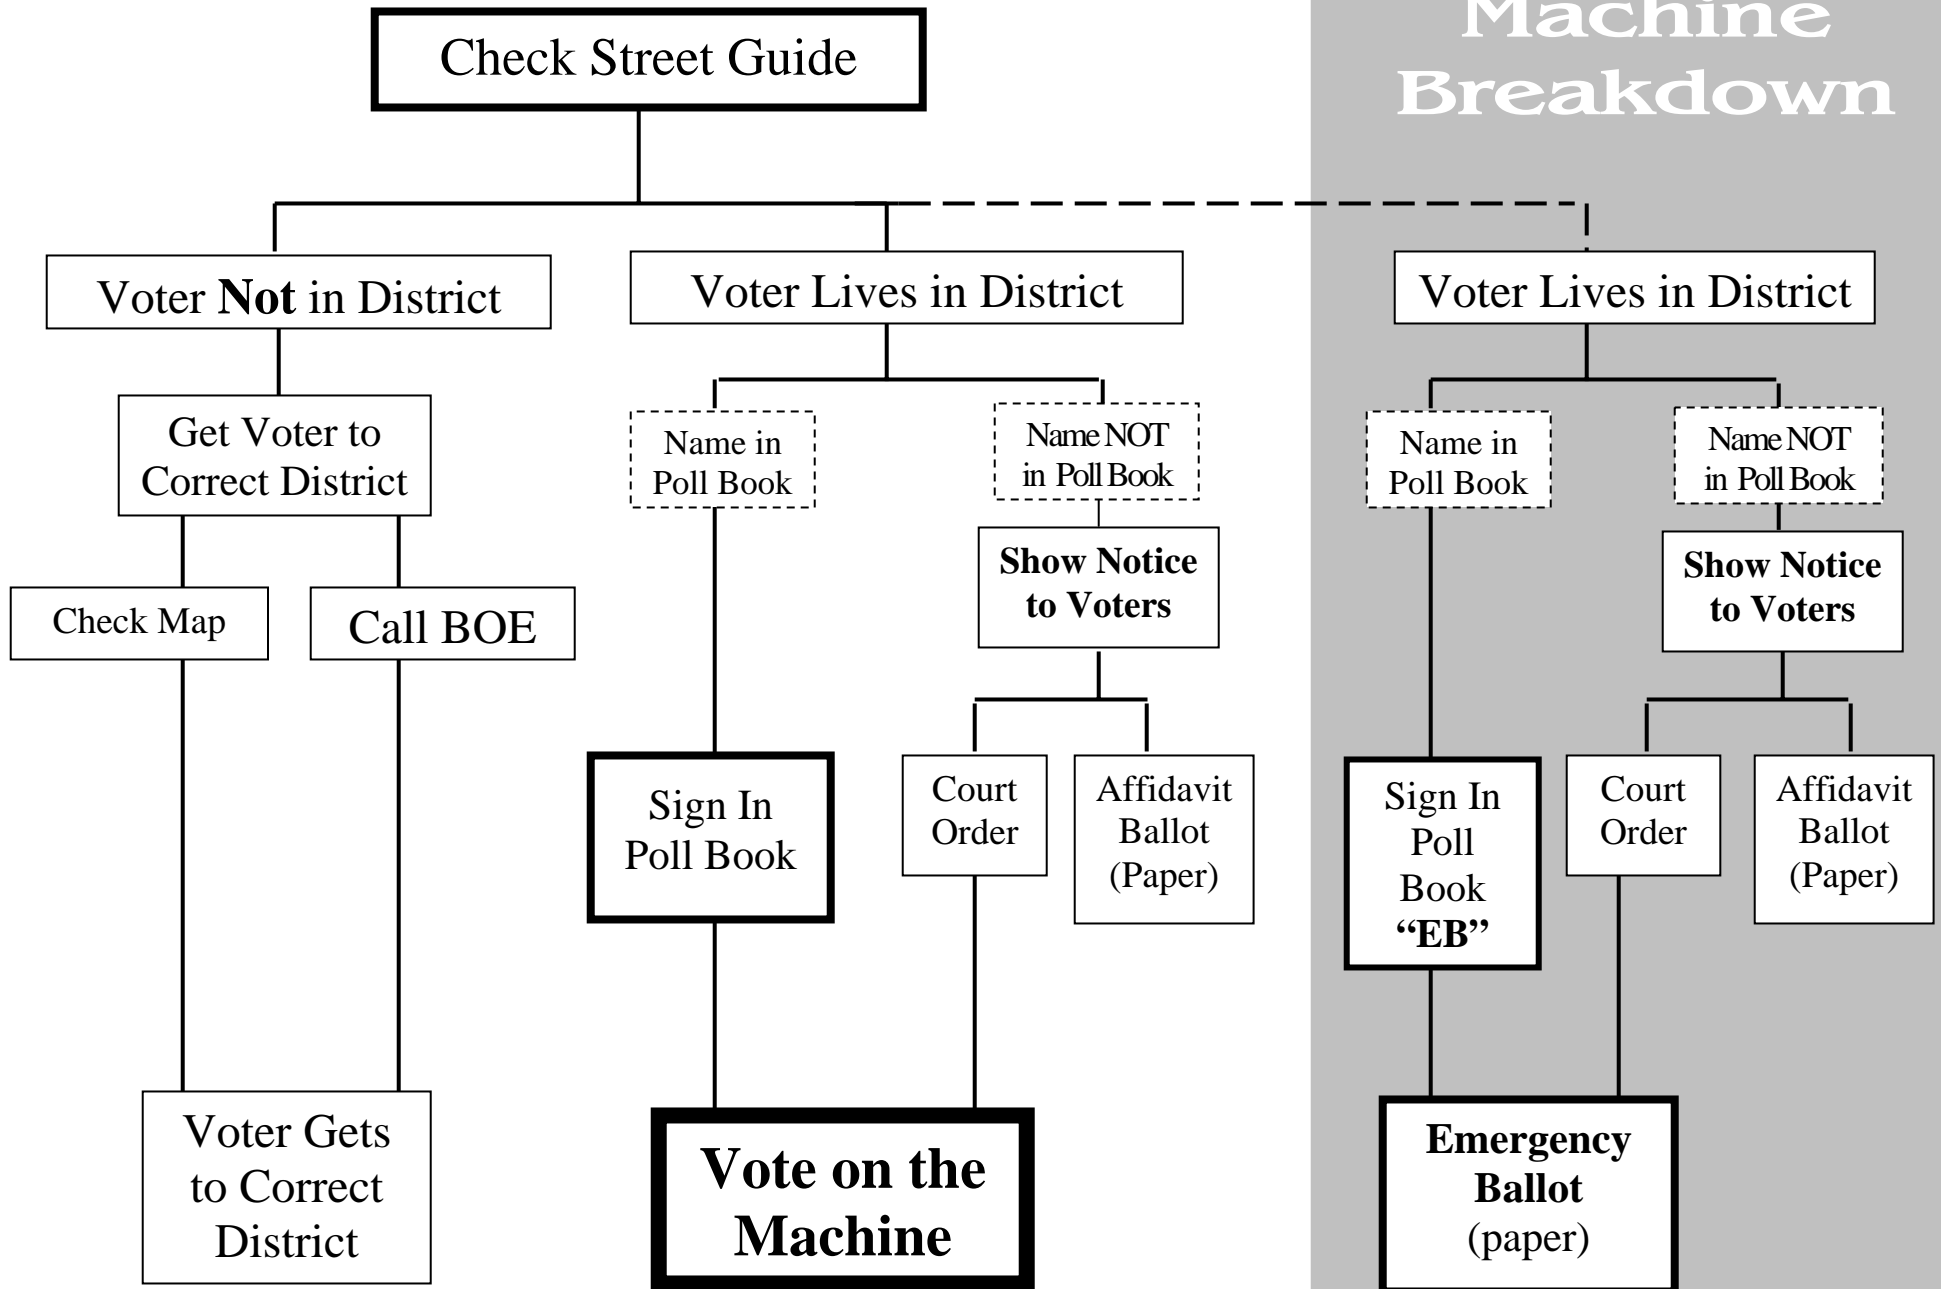 Machine
Breakdown
Check Street Guide
Voter Not in District
Voter Lives in District
Voter Lives in District
Get Voter to
Correct District
Name in
Poll Book
Name NOT
in Poll Book
Name in
Poll Book
Name NOT
in Poll Book
Show Notice
to Voters
Show Notice
to Voters
Check Map
Call BOE
Sign In
Poll Book
Court
Order
Affidavit
Ballot
(Paper)
Sign In
Poll
Book
“EB”
Court
Order
Affidavit
Ballot
(Paper)
Voter Gets
to Correct
District
Vote on the
Machine
Emergency
Ballot
(paper)